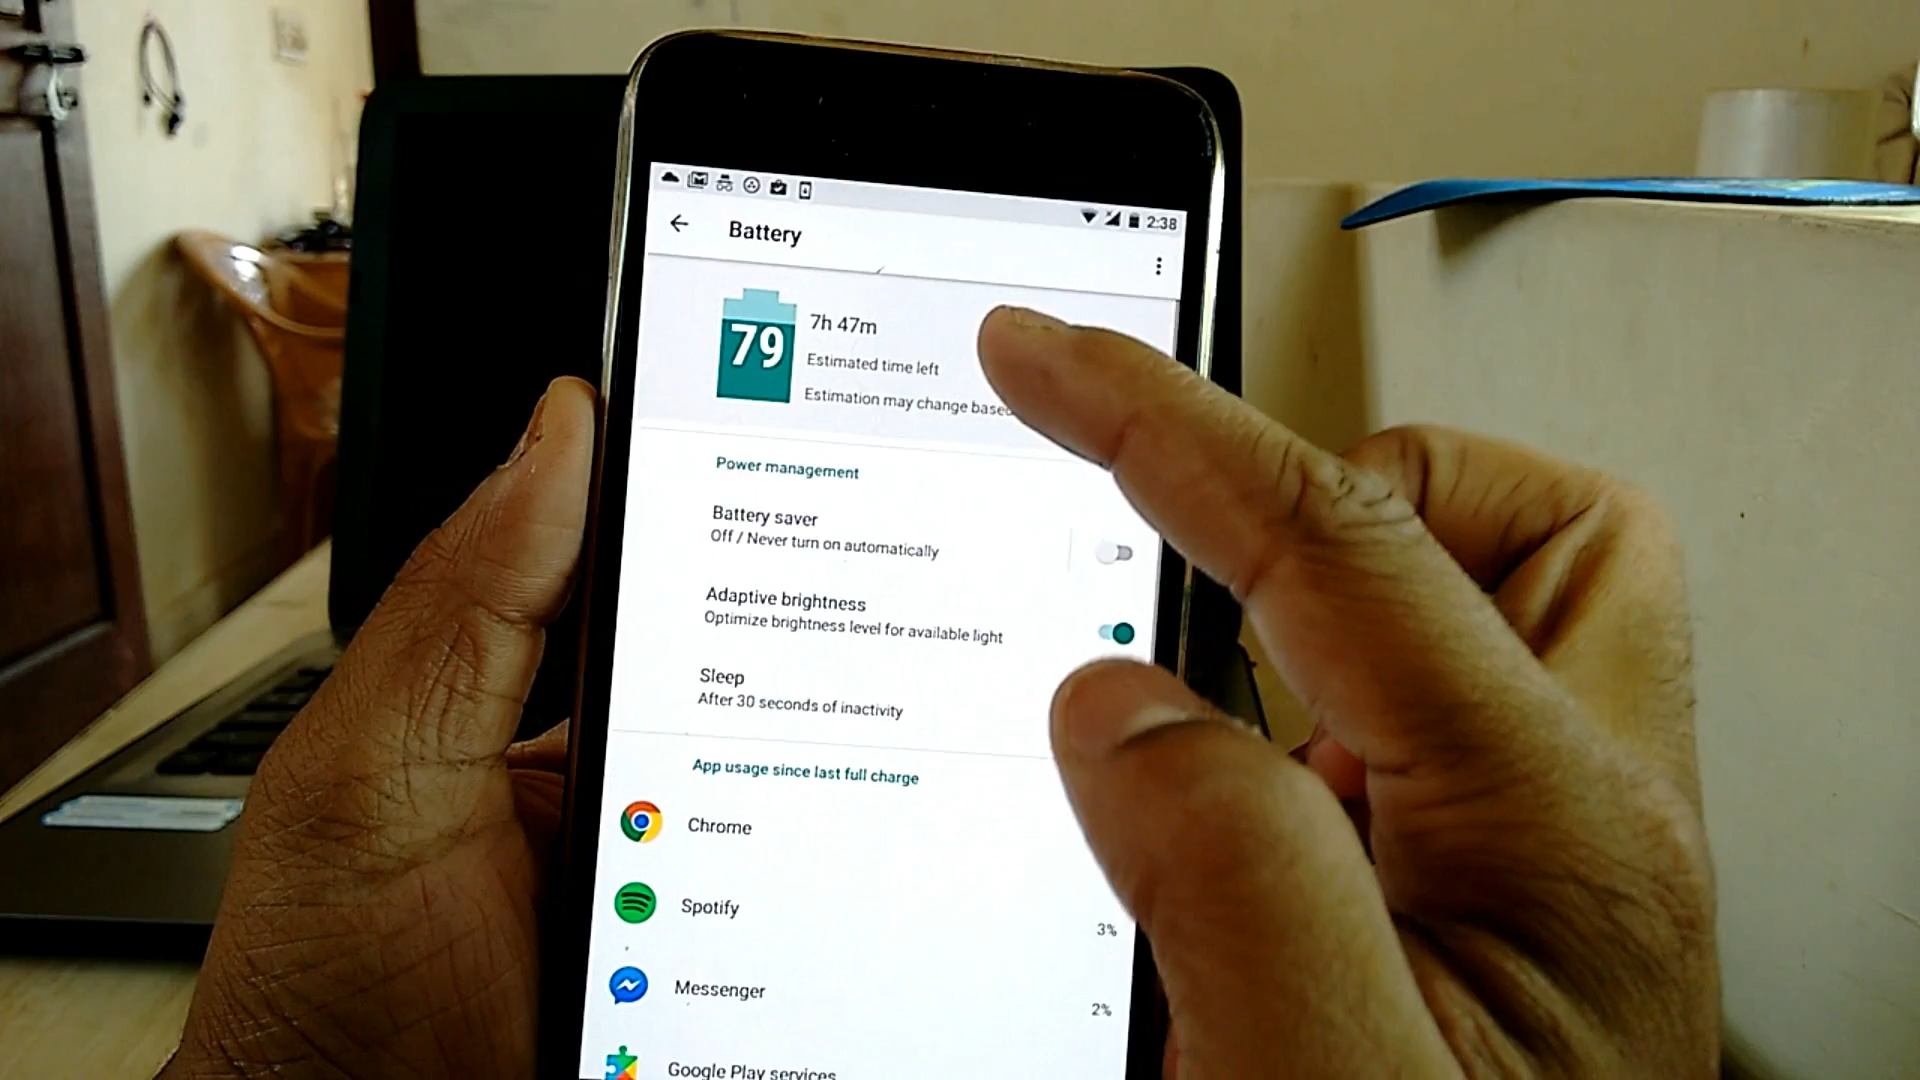 2:38
Battery
79
7h 47m
Estimated time left
Estimation may change based
Power management
Battery saver
Off / Never turn on automatically
Adaptive brightness
Optimize brightness level for available light
Sleep
After 30 seconds of inactivity
App usage since last full charge
Chrome
Spotify
3%
Messenger
2%
Google Play services